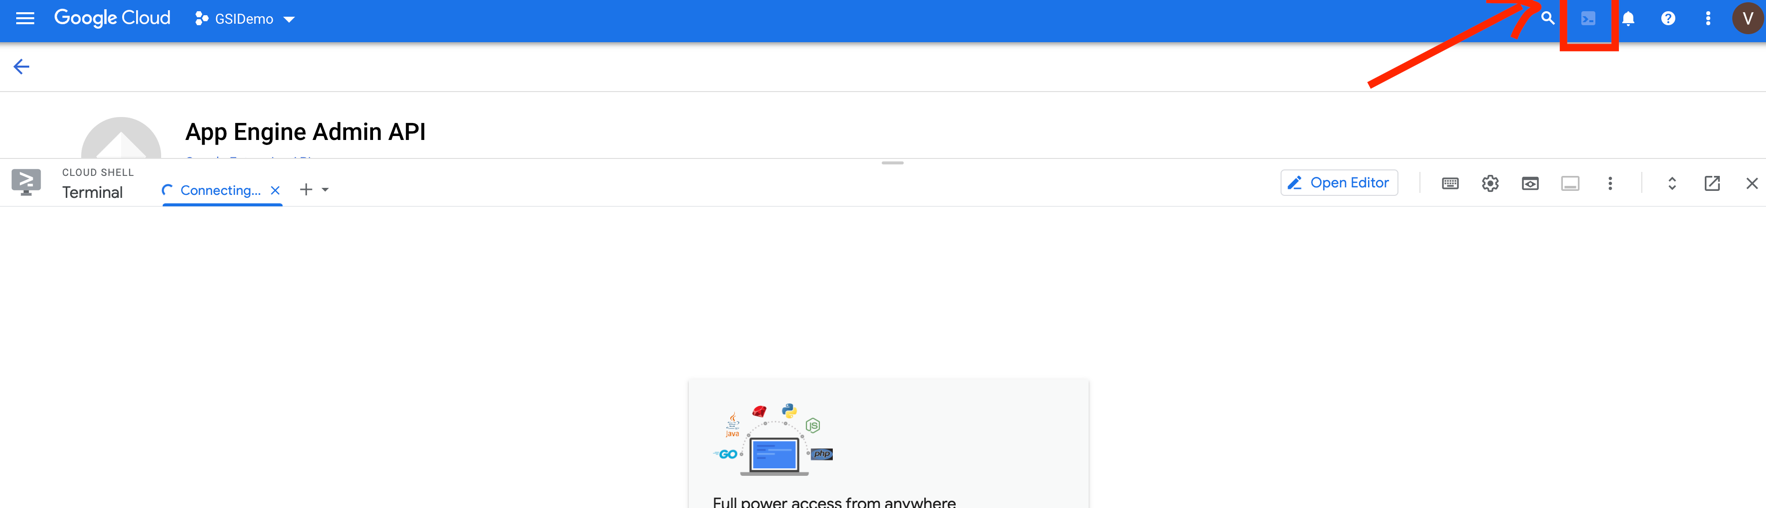 Google Cloud
GSIDemo
V
App Engine Admin API
CLOUD SHELL
Terminal
Connecting...
Open Editor
Java
JS
GO
php
Full power access from anywhere